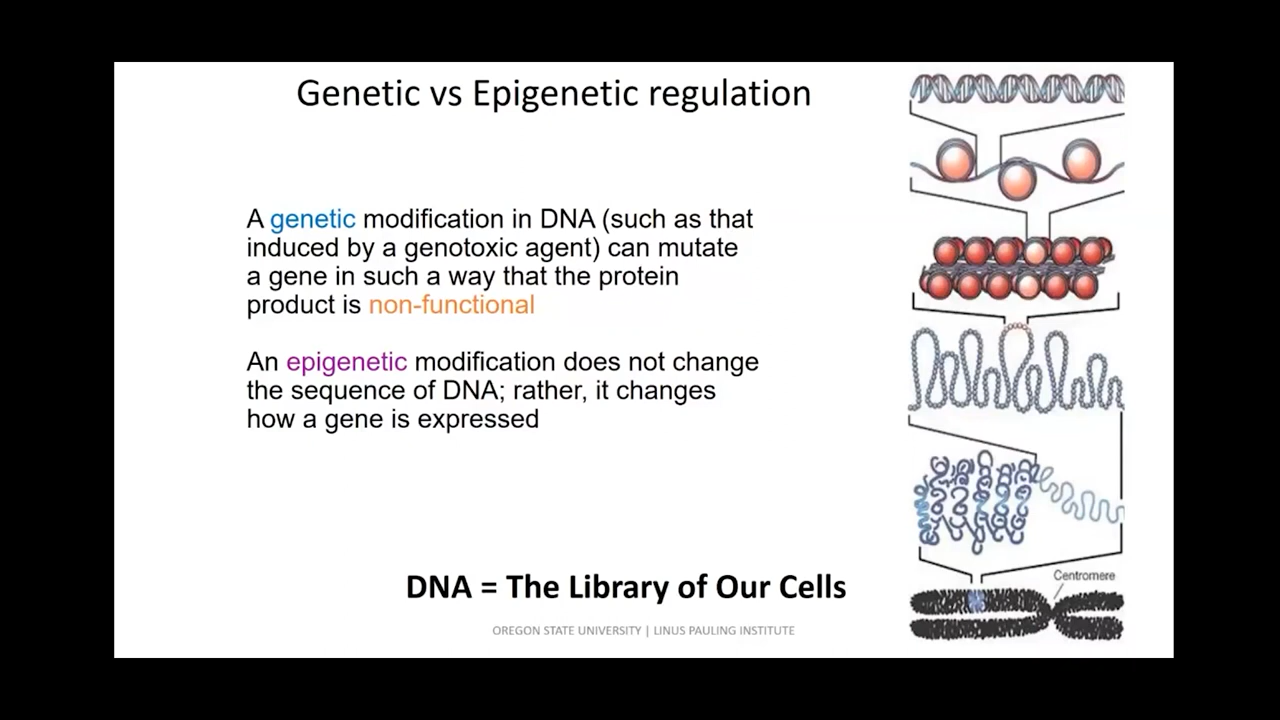 Genetic vs Epigenetic regulation
A genetic modification in DNA (such as that
induced by a genotoxic agent) can mutate
a gene in such a way that the protein
product is non-functional
An epigenetic modification does not change
the sequence of DNA; rather, it changes
how a gene is expressed
Centromere
DNA = The Library of Our Cells
OREGON STATE UNIVERSITY | LINUS PAULING INSTITUTE